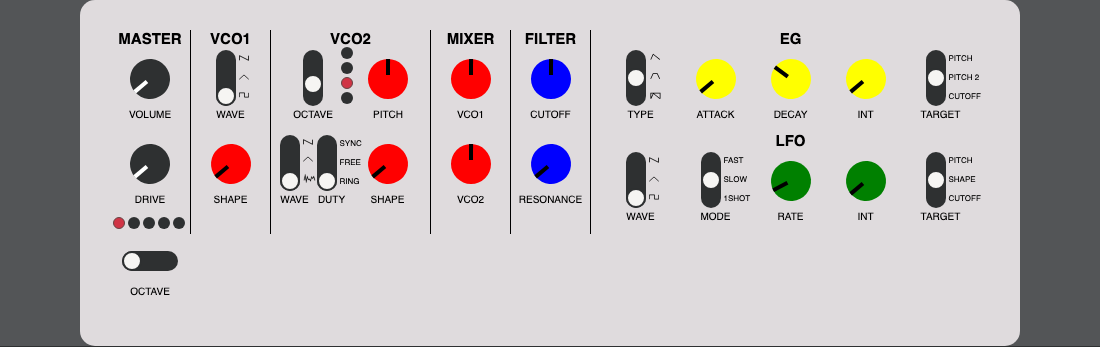 MASTER VCO1 VCO2 MIXER FILTER EG
PITCH
PITCH 2
CUTOFF
VOLUME WAVE OCTAVE PITCH VCO1 CUTOFF TYPE ATTACK DECAY INT TARGET
LFO
SYNC
FREE
RING
FAST
SLOW
1SHOT
PITCH
SHAPE
CUTOFF
DRIVE SHAPE WAVE DUTY SHAPE VCO2 RESONANCE
WAVE MODE RATE INT TARGET
OCTAVE